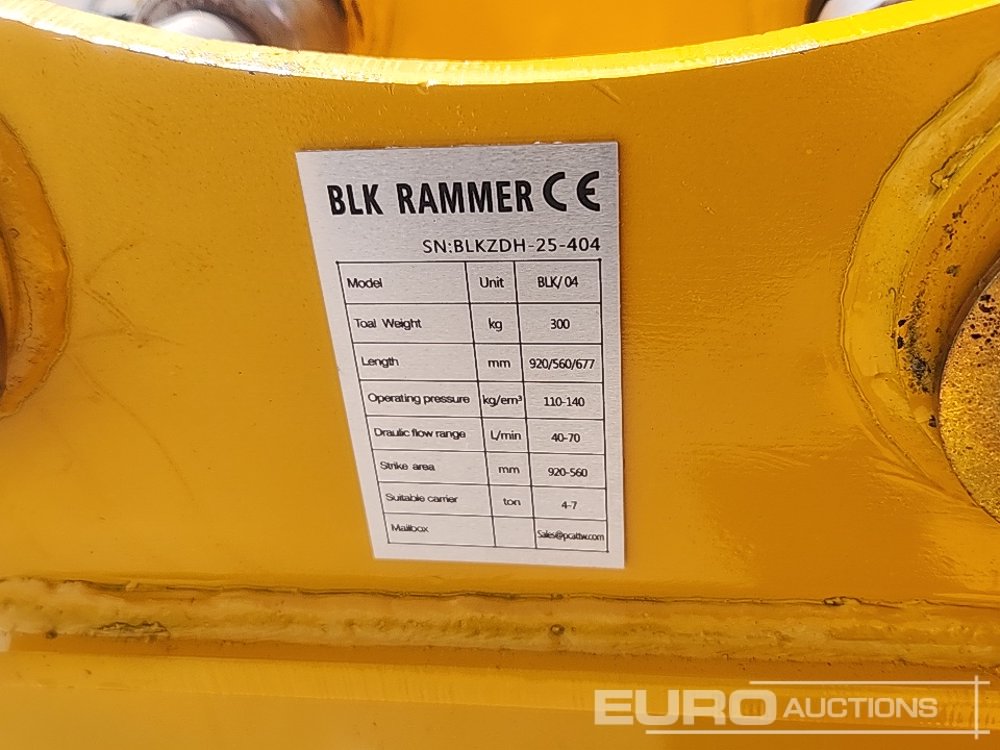 BLK RAMMER CE
SN:BLKZDH-25-404
Model Unit BLK/04
Toal Weight kg 300
Length mm 920/560/677
Operating pressure kg/em³ 110-140
Draulic flow range L/min 40-70
Strike area mm 920-560
Suitable carrier ton 4-7
Mailbox Sales@pcattw.com
EURO AUCTIONS